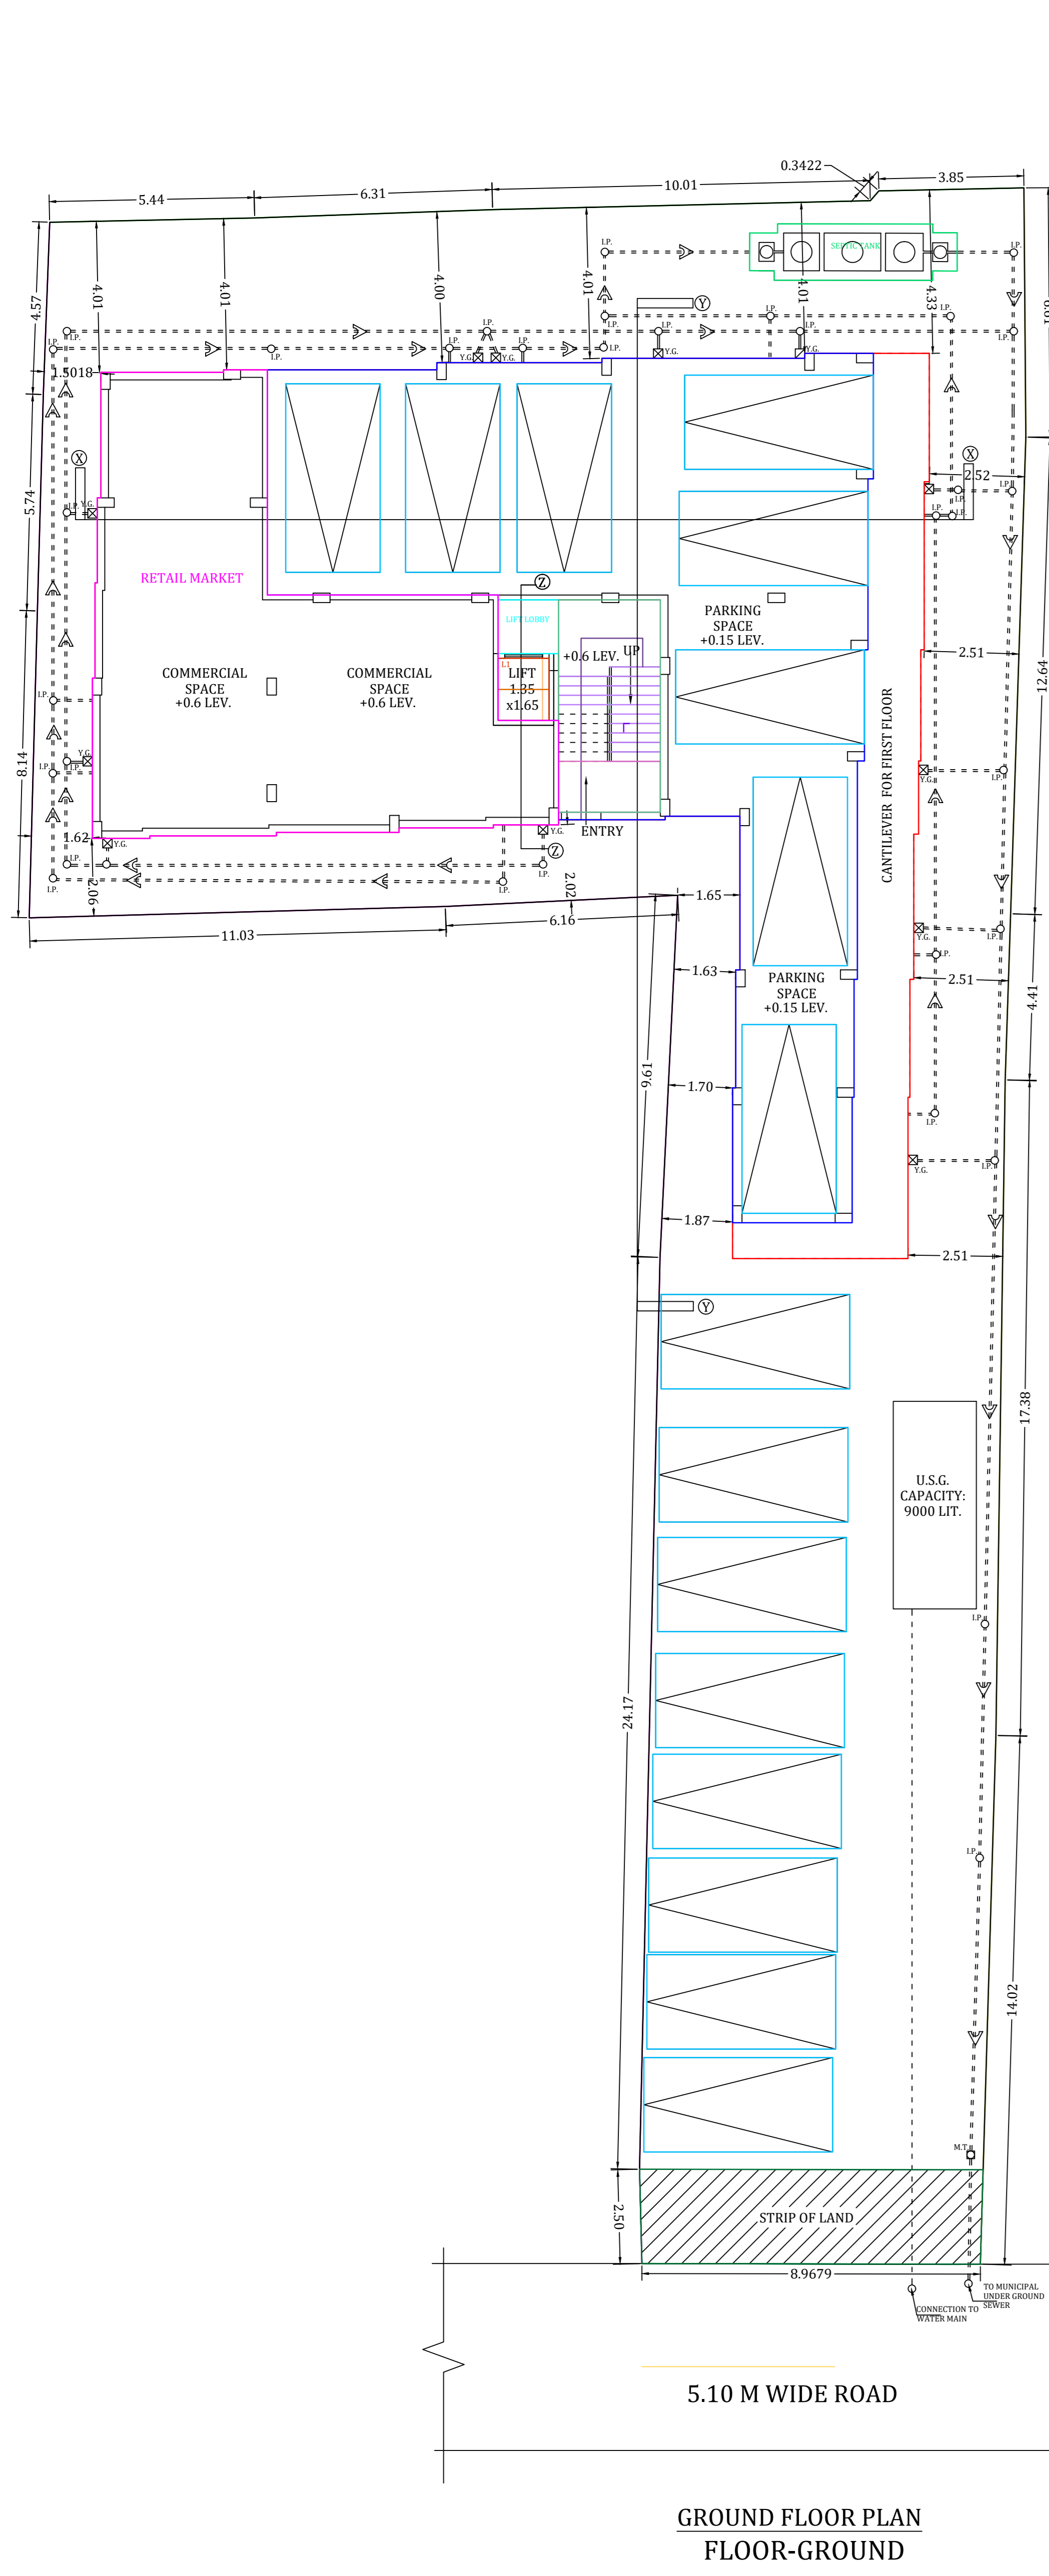 0.3422
3.85
5.44
6.31
10.01
4.57
4.01
4.01
4.00
4.01
4.01
4.33
SEPTIC TANK
I.P.
I.P.
Y
I.P.
I.P.
I.P.
I.P.
I.P.
I.P.
I.P.
I.P.
I.P.
I.P.
I.P.
Y.G.
Y.G.
Y.G.
Y.G.
1.5018
X
X
2.52
I.P.
I.P.
I.P.
I.P.
I.P.
Y.G.
5.74
RETAIL MARKET
Z
LIFT LOBBY
PARKING
SPACE
+0.15 LEV.
UP
+0.6 LEV.
2.51
12.64
L1
LIFT
1.35
x1.65
COMMERCIAL
SPACE
+0.6 LEV.
COMMERCIAL
SPACE
+0.6 LEV.
CANTILEVER FOR FIRST FLOOR
I.P.
Y.G.
I.P.
I.P.
8.14
I.P.
Y.G.
1.62
Y.G.
Y.G.
ENTRY
Z
I.P.
I.P.
I.P.
I.P.
2.06
2.02
1.65
11.03
6.16
I.P.
Y.G.
I.P.
1.63
PARKING
SPACE
+0.15 LEV.
2.51
4.41
9.61
1.70
I.P.
I.P.
Y.G.
1.87
2.51
Y
17.38
U.S.G.
CAPACITY:
9000 LIT.
I.P.
24.17
I.P.
14.02
M.T.
2.50
STRIP OF LAND
8.9679
TO MUNICIPAL
UNDER GROUND
SEWER
CONNECTION TO
WATER MAIN
5.10 M WIDE ROAD
GROUND FLOOR PLAN
FLOOR-GROUND